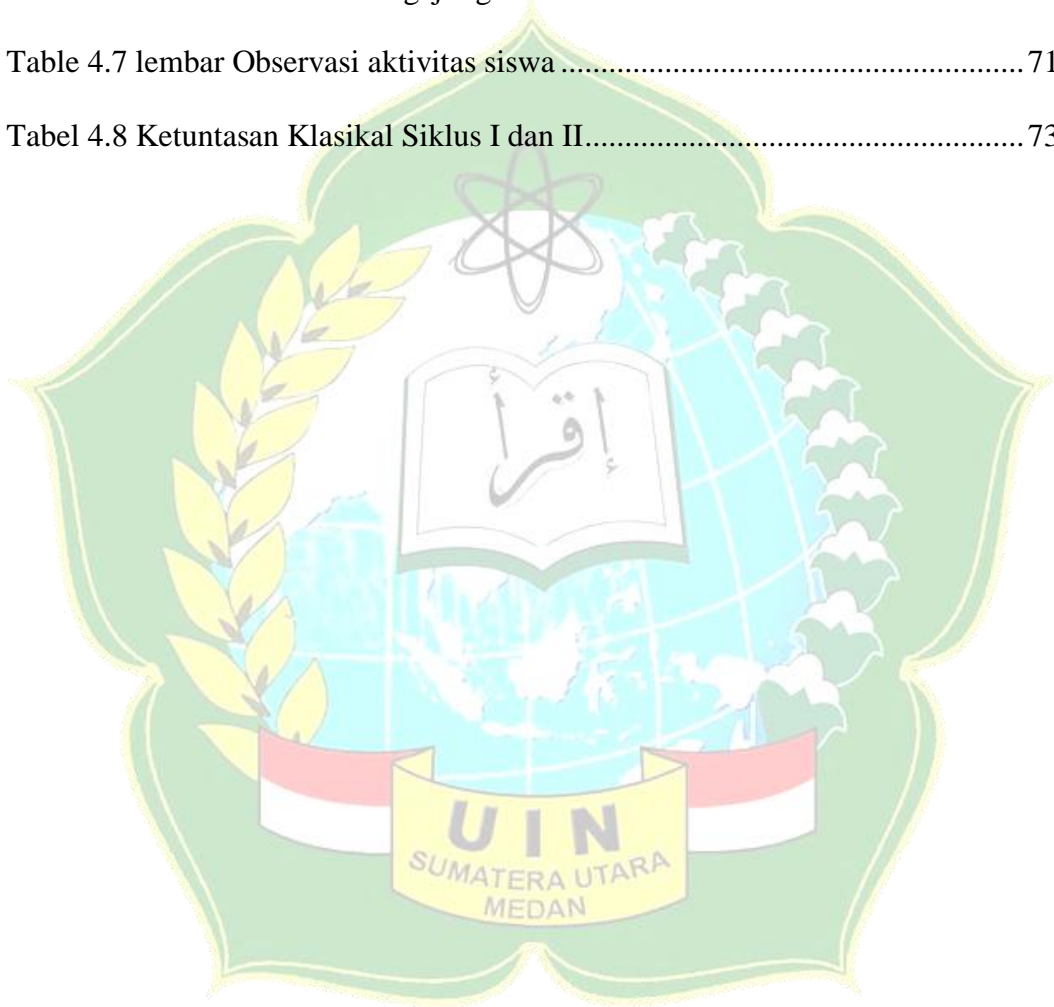 Table 4.7 lembar Observasi aktivitas siswa ........................................................ 71
Tabel 4.8 Ketuntasan Klasikal Siklus I dan II..................................................... 73
إقرأ
UIN
SUMATERA UTARA
MEDAN